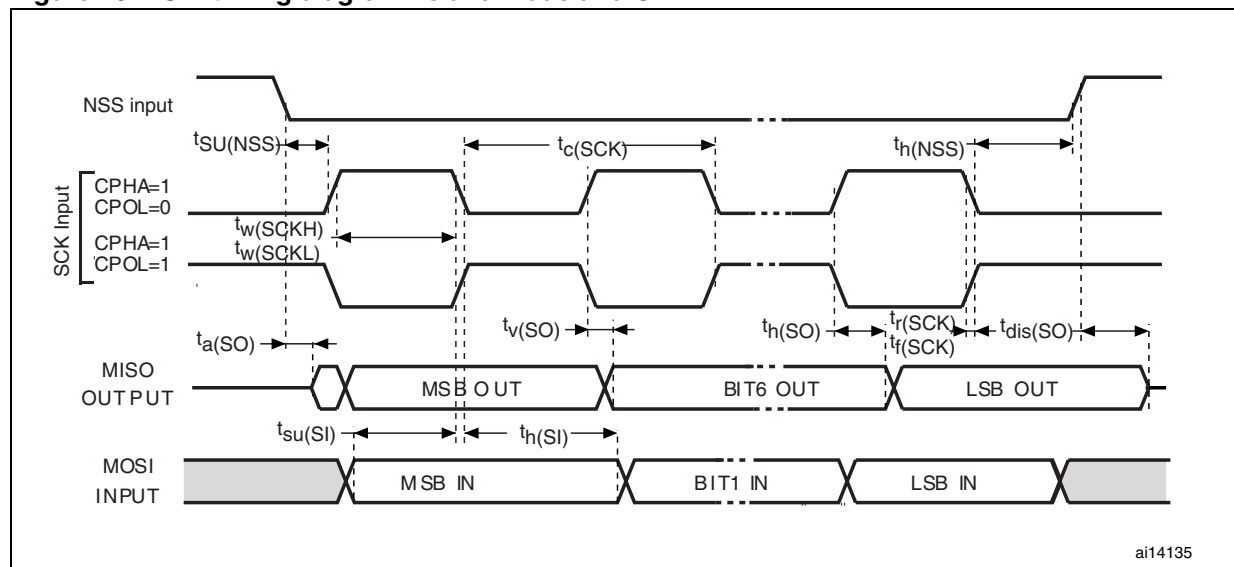 NSS input
tSU(NSS)
tc(SCK)
th(NSS)
SCK Input
CPHA=1
CPOL=0
tw(SCKH)
tw(SCKL)
CPHA=1
CPOL=1
ta(SO)
tv(SO)
th(SO)
tr(SCK)
tf(SCK)
tdis(SO)
MISO
OUTPUT
MSB OUT
BIT6 OUT
LSB OUT
tsu(SI)
th(SI)
MOSI
INPUT
MSB IN
BIT1 IN
LSB IN
ai14135